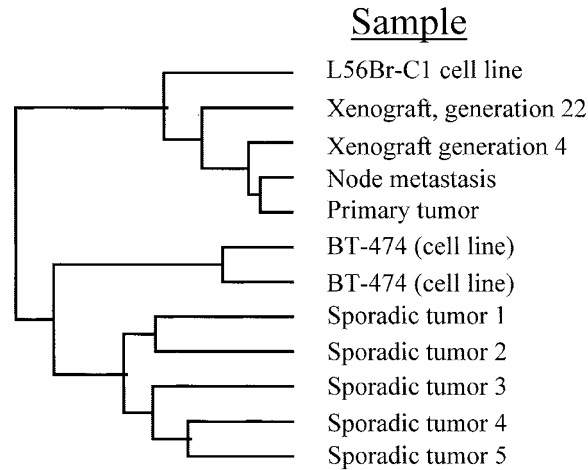 Sample
L56Br-C1 cell line
Xenograft, generation 22
Xenograft generation 4
Node metastasis
Primary tumor
BT-474 (cell line)
BT-474 (cell line)
Sporadic tumor 1
Sporadic tumor 2
Sporadic tumor 3
Sporadic tumor 4
Sporadic tumor 5